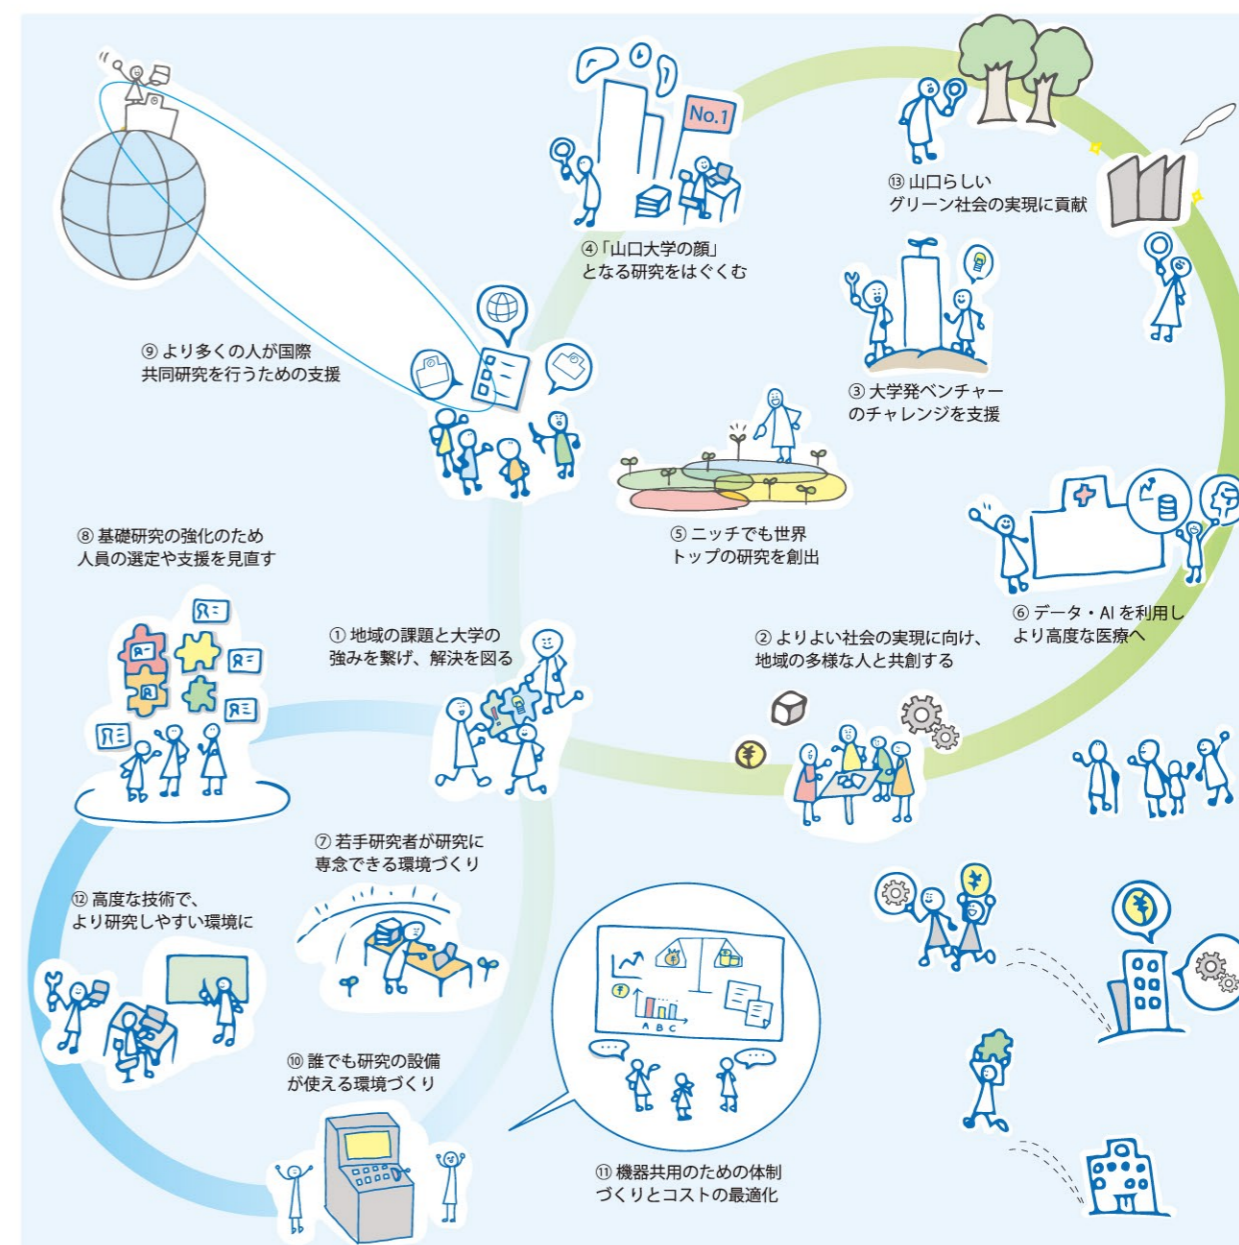 No.1
⑬ 山口らしい
グリーン社会の実現に貢献
④「山口大学の顔」
となる研究をはぐくむ
⑨ より多くの人が国際
共同研究を行うための支援
③ 大学発ベンチャー
のチャレンジを支援
⑤ ニッチでも世界
トップの研究を創出
⑧ 基礎研究の強化のため
人員の選定や支援を見直す
⑥ データ・AI を利用し
より高度な医療へ
① 地域の課題と大学の
強みを繋げ、解決を図る
② よりよい社会の実現に向け、
地域の多様な人と共創する
¥
⑦ 若手研究者が研究に
専念できる環境づくり
⑫ 高度な技術で、
より研究しやすい環境に
¥
¥
¥
A B C
⑩ 誰でも研究の設備
が使える環境づくり
⑪ 機器共用のための体制
づくりとコストの最適化